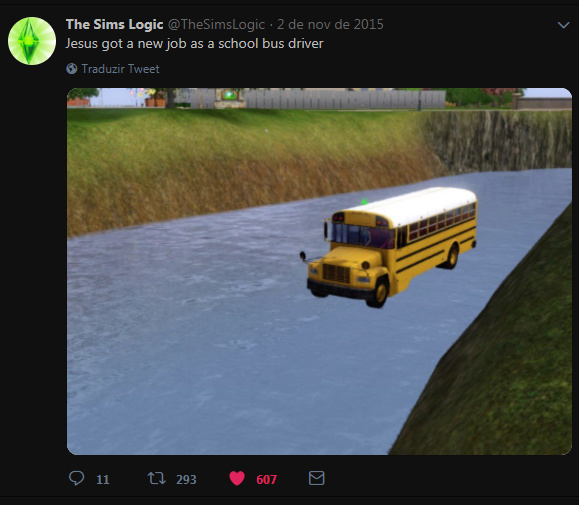 The Sims Logic @TheSimsLogic · 2 de nov de 2015
Jesus got a new job as a school bus driver
Traduzir Tweet
11 293 607